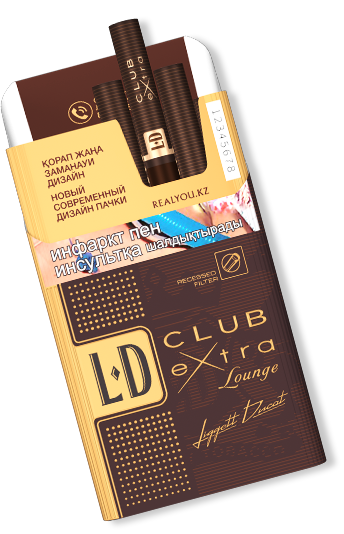 CLUB
eXtra
LD
12345678
ҚОРАП ЖАҢА
ЗАМАНАУИ
ДИЗАЙН
НОВЫЙ
СОВРЕМЕННЫЙ
ДИЗАЙН ПАЧКИ
REALYOU.KZ
инфаркт пен
инсультқа шалдықтырады
RECESSED
FILTER
L·D
CLUB
eXtra
Lounge
Liggett Ducat